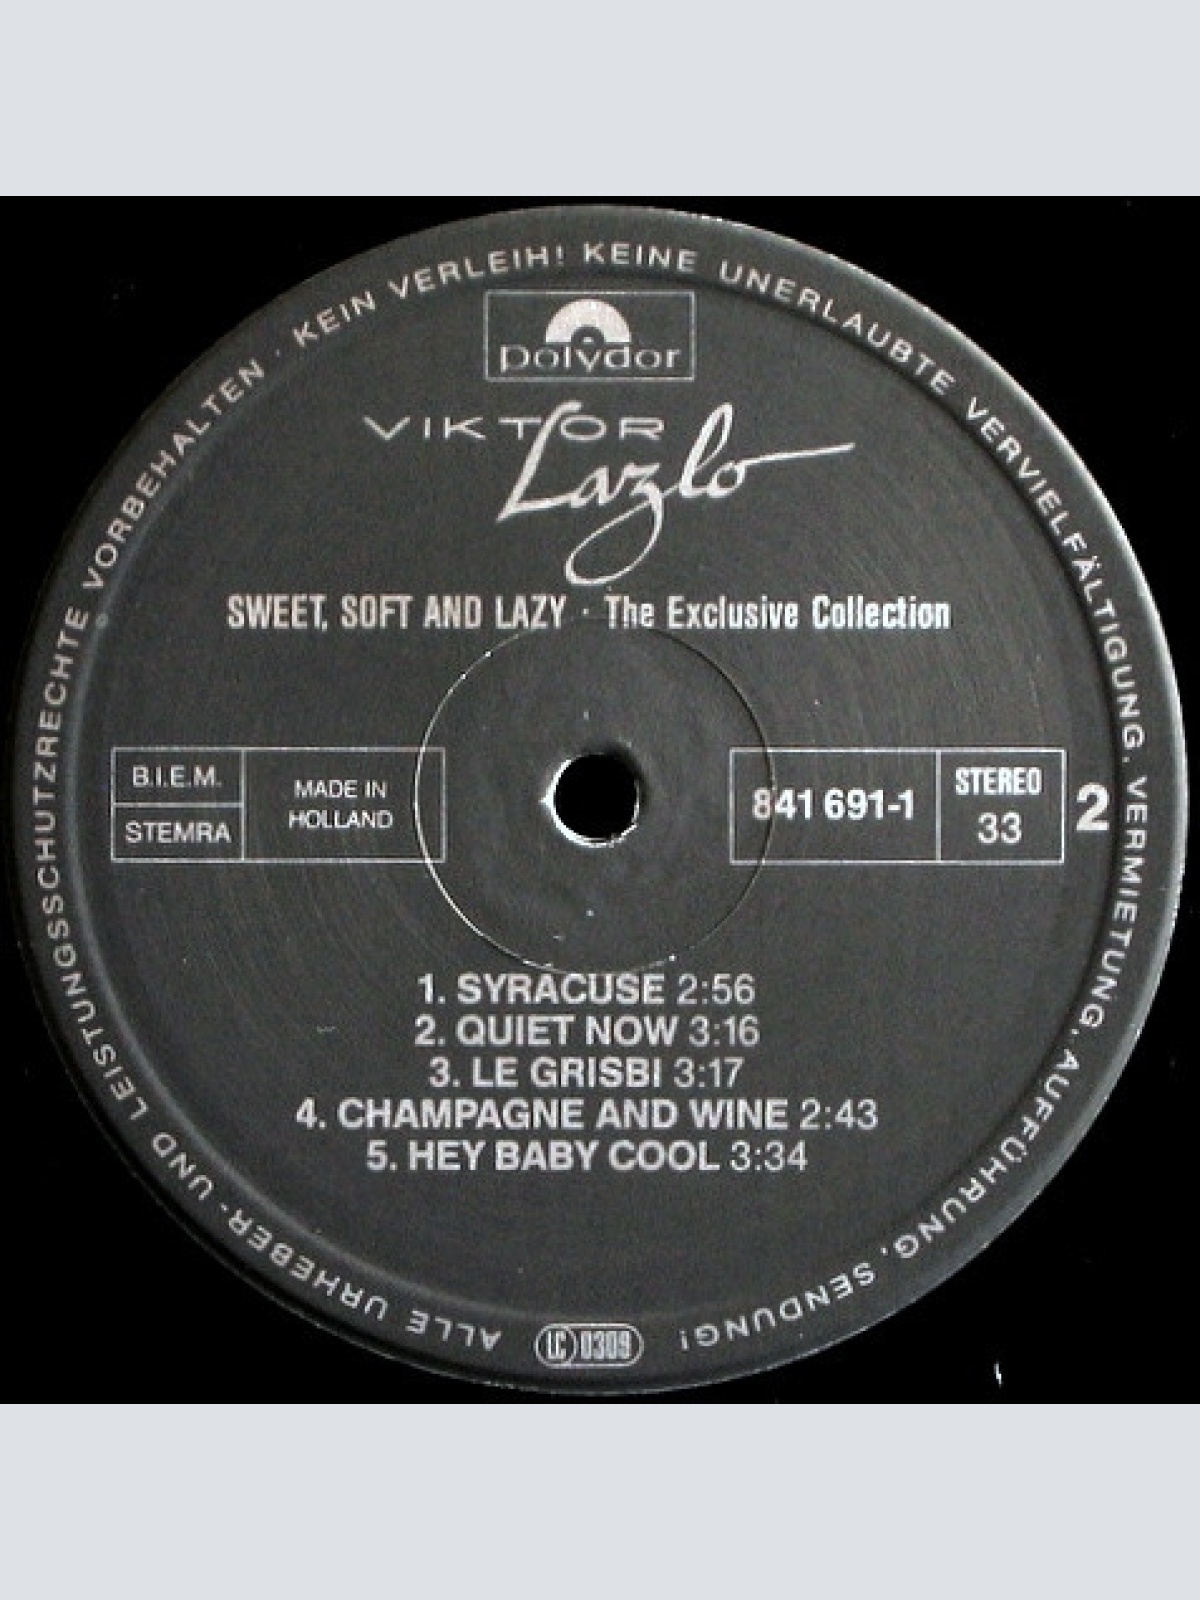 ALLE URHEBER- UND LEISTUNGSSCHUTZRECHTE VORBEHALTEN · KEIN VERLEIH! KEINE UNERLAUBTE VERVIELFÄLTIGUNG, VERMIETUNG, AUFFÜHRUNG, SENDUNG!
polydor
VIKTOR
Lazlo
SWEET, SOFT AND LAZY · The Exclusive Collection
B.I.E.M.
STEMRA
MADE IN
HOLLAND
841 691-1
STEREO
33
2
1. SYRACUSE 2:56
2. QUIET NOW 3:16
3. LE GRISBI 3:17
4. CHAMPAGNE AND WINE 2:43
5. HEY BABY COOL 3:34
LC 0309